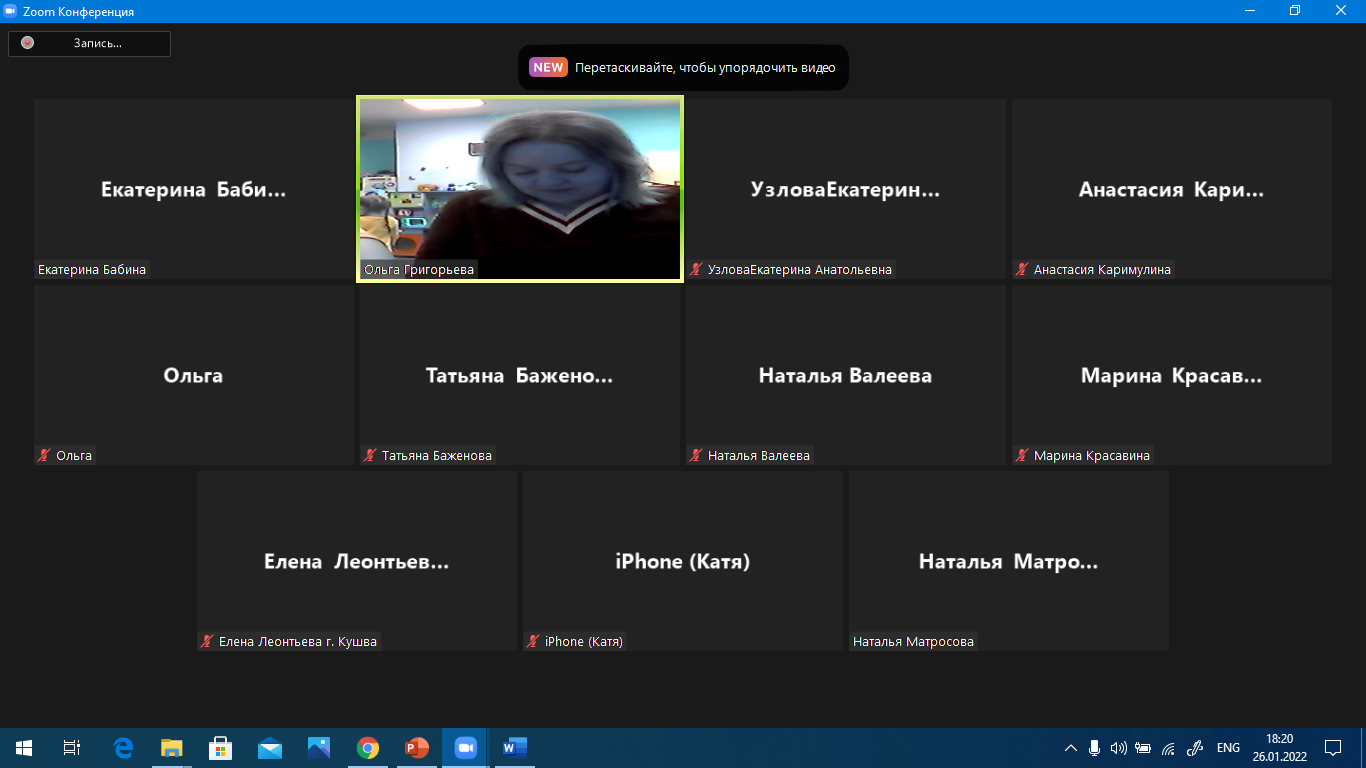 Zoom Конференция
Запись...
NEW Перетаскивайте, чтобы упорядочить видео
Екатерина Баби...
УзловаЕкатерин...
Анастасия Кари...
Екатерина Бабина
Ольга Григорьева
УзловаЕкатерина Анатольевна
Анастасия Каримулина
Ольга
Татьяна Бажено...
Наталья Валеева
Марина Красав...
Ольга
Татьяна Баженова
Наталья Валеева
Марина Красавина
Елена Леонтьев...
iPhone (Катя)
Наталья Матро...
Елена Леонтьева г. Кушва
iPhone (Катя)
Наталья Матросова
ENG
18:20
26.01.2022